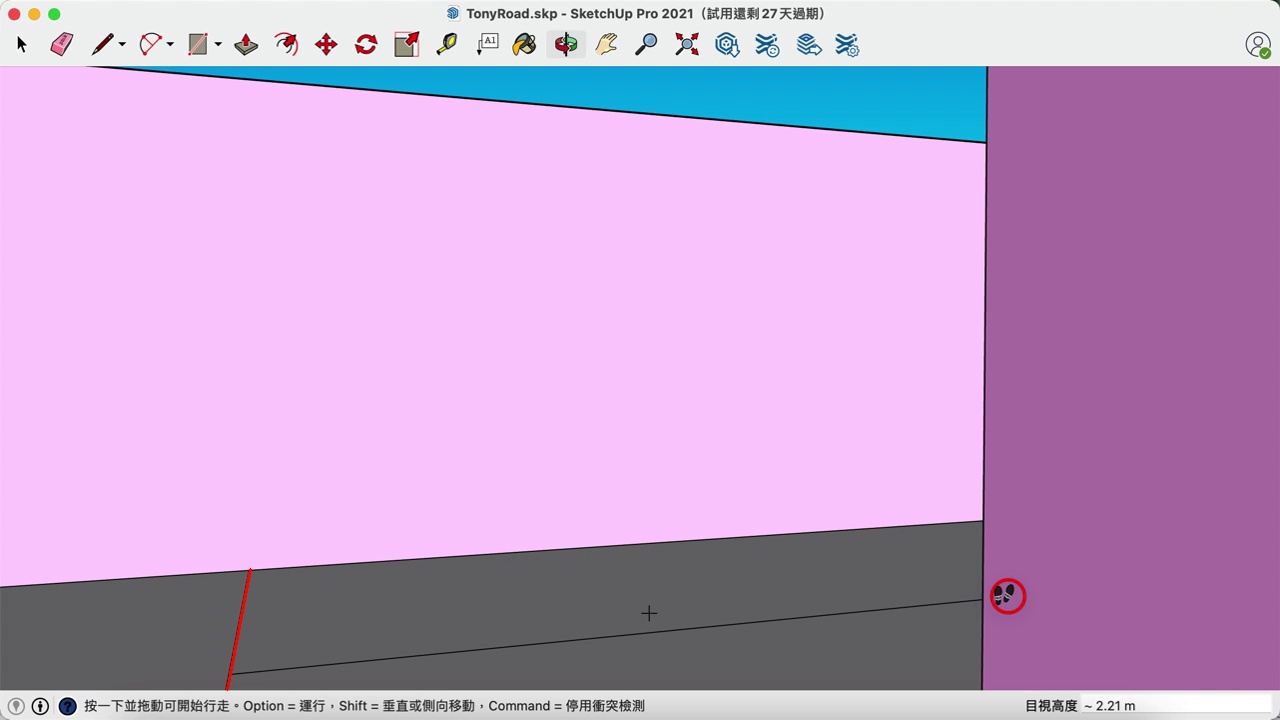 TonyRoad.skp - SketchUp Pro 2021（試用還剩 27 天過期）
A1
按一下並拖動可開始行走。Option = 運行，Shift = 垂直或側向移動，Command = 停用衝突檢測
目視高度 ~ 2.21 m